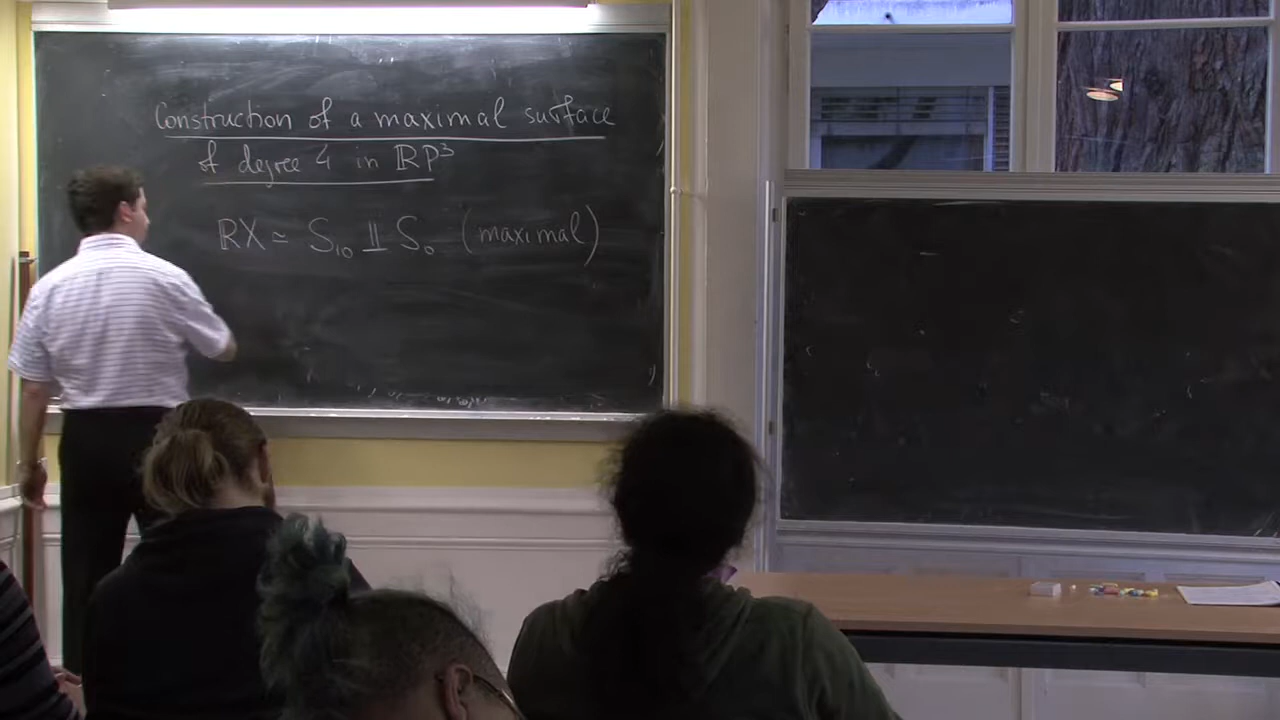 Construction of a maximal surface
of degree 4 in RP³
RX ≃ S₁₀ ⫫ S₀ (maximal)